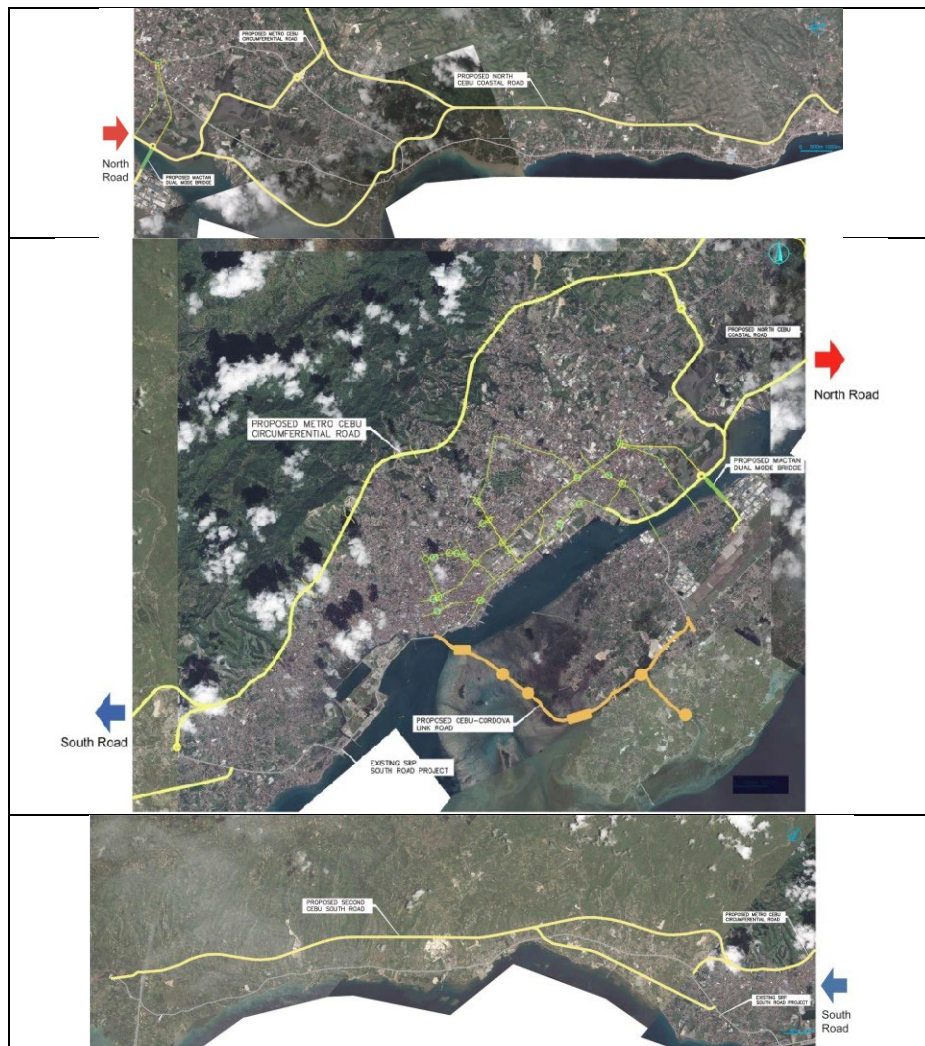 PROPOSED METRO CEBU
CIRCUMFERENTIAL ROAD
PROPOSED NORTH
CEBU COASTAL ROAD
North
Road
PROPOSED MACTAN
DUAL MODE BRIDGE
PROPOSED NORTH CEBU
COASTAL ROAD
North Road
PROPOSED METRO CEBU
CIRCUMFERENTIAL ROAD
PROPOSED MACTAN
DUAL MODE BRIDGE
South Road
PROPOSED CEBU-CORDOVA
LINK ROAD
EXISTING SRP
SOUTH ROAD PROJECT
PROPOSED SECOND
CEBU SOUTH ROAD
PROPOSED METRO CEBU
CIRCUMFERENTIAL ROAD
EXISTING SRP
SOUTH ROAD PROJECT
South
Road